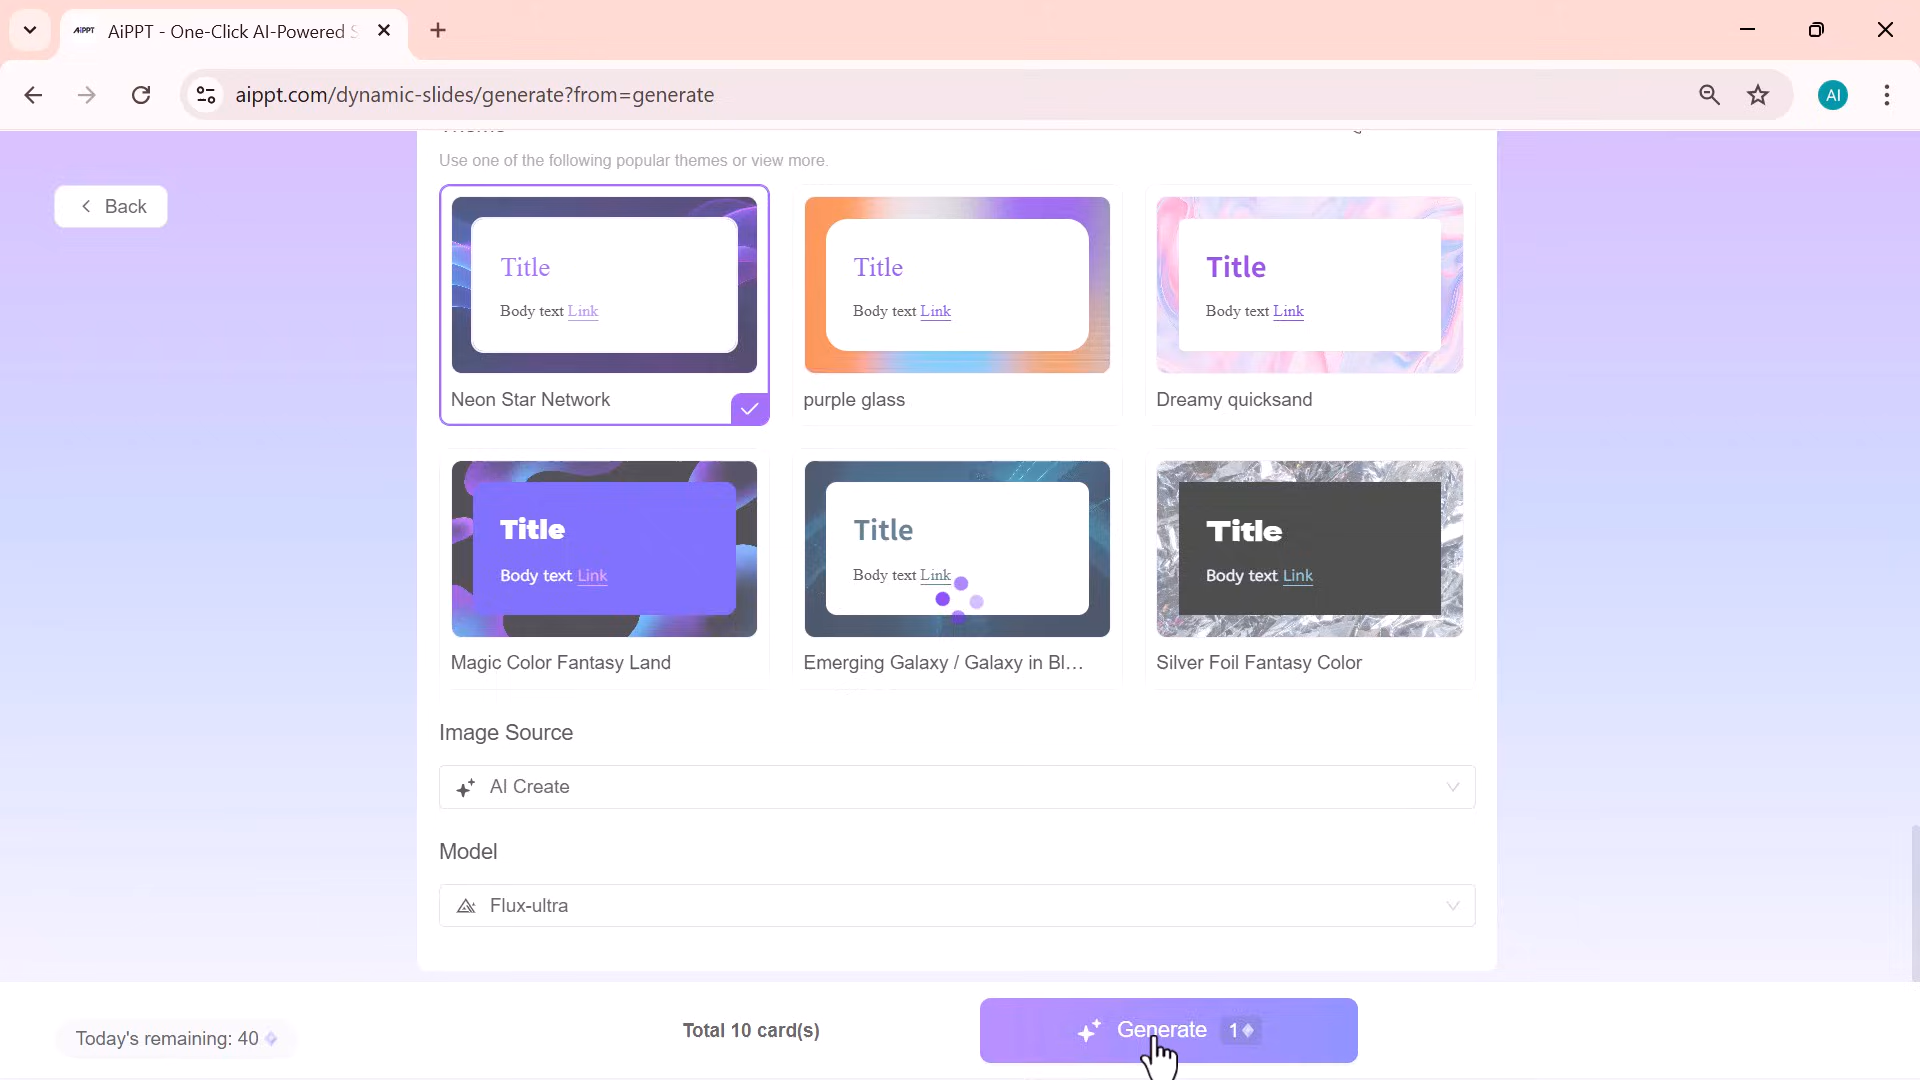 AiPPT AiPPT - One-Click AI-Powered S
aippt.com/dynamic-slides/generate?from=generate
AI
Use one of the following popular themes or view more.
Back
Title
Body text Link
Neon Star Network
Title
Body text Link
purple glass
Title
Body text Link
Dreamy quicksand
Title
Body text Link
Magic Color Fantasy Land
Title
Body text Link
Emerging Galaxy / Galaxy in Bl...
Title
Body text Link
Silver Foil Fantasy Color
Image Source
AI Create
Model
Flux-ultra
Today's remaining: 40
Total 10 card(s)
Generate 1